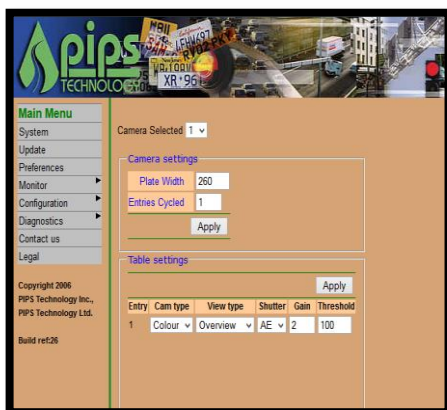 pips
TECHNOLOGY
XR·96
Main Menu
System
Update
Preferences
Monitor
Configuration
Diagnostics
Contact us
Legal
Copyright 2006
PIPS Technology Inc.,
PIPS Technology Ltd.
Build ref:26
Camera Selected 1
Camera settings
Plate Width 260
Entries Cycled 1
Apply
Table settings
Apply
Entry Cam type View type Shutter Gain Threshold
1 Colour Overview AE 2 100